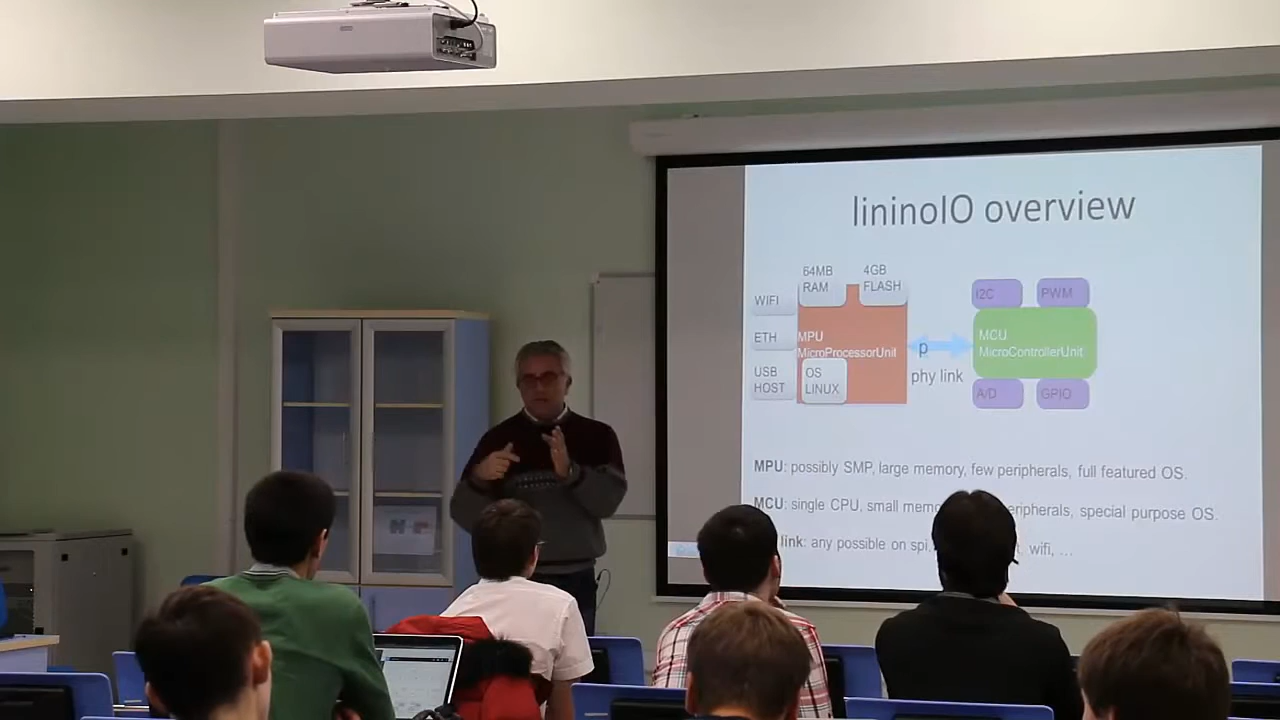 lininoIO overview
64MB
RAM
4GB
FLASH
WIFI
ETH
USB
HOST
MPU
MicroProcessorUnit
OS
LINUX
p
phy link
I2C
PWM
MCU
MicroControllerUnit
A/D
GPIO
MPU: possibly SMP, large memory, few peripherals, full featured OS.
MCU: single CPU, small memo peripherals, special purpose OS.
link: any possible on spi, wifi, ...